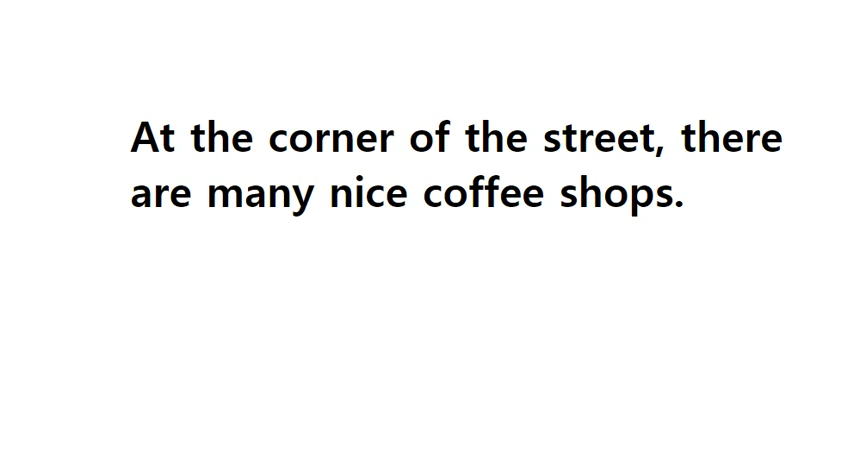 At the corner of the street, there
are many nice coffee shops.